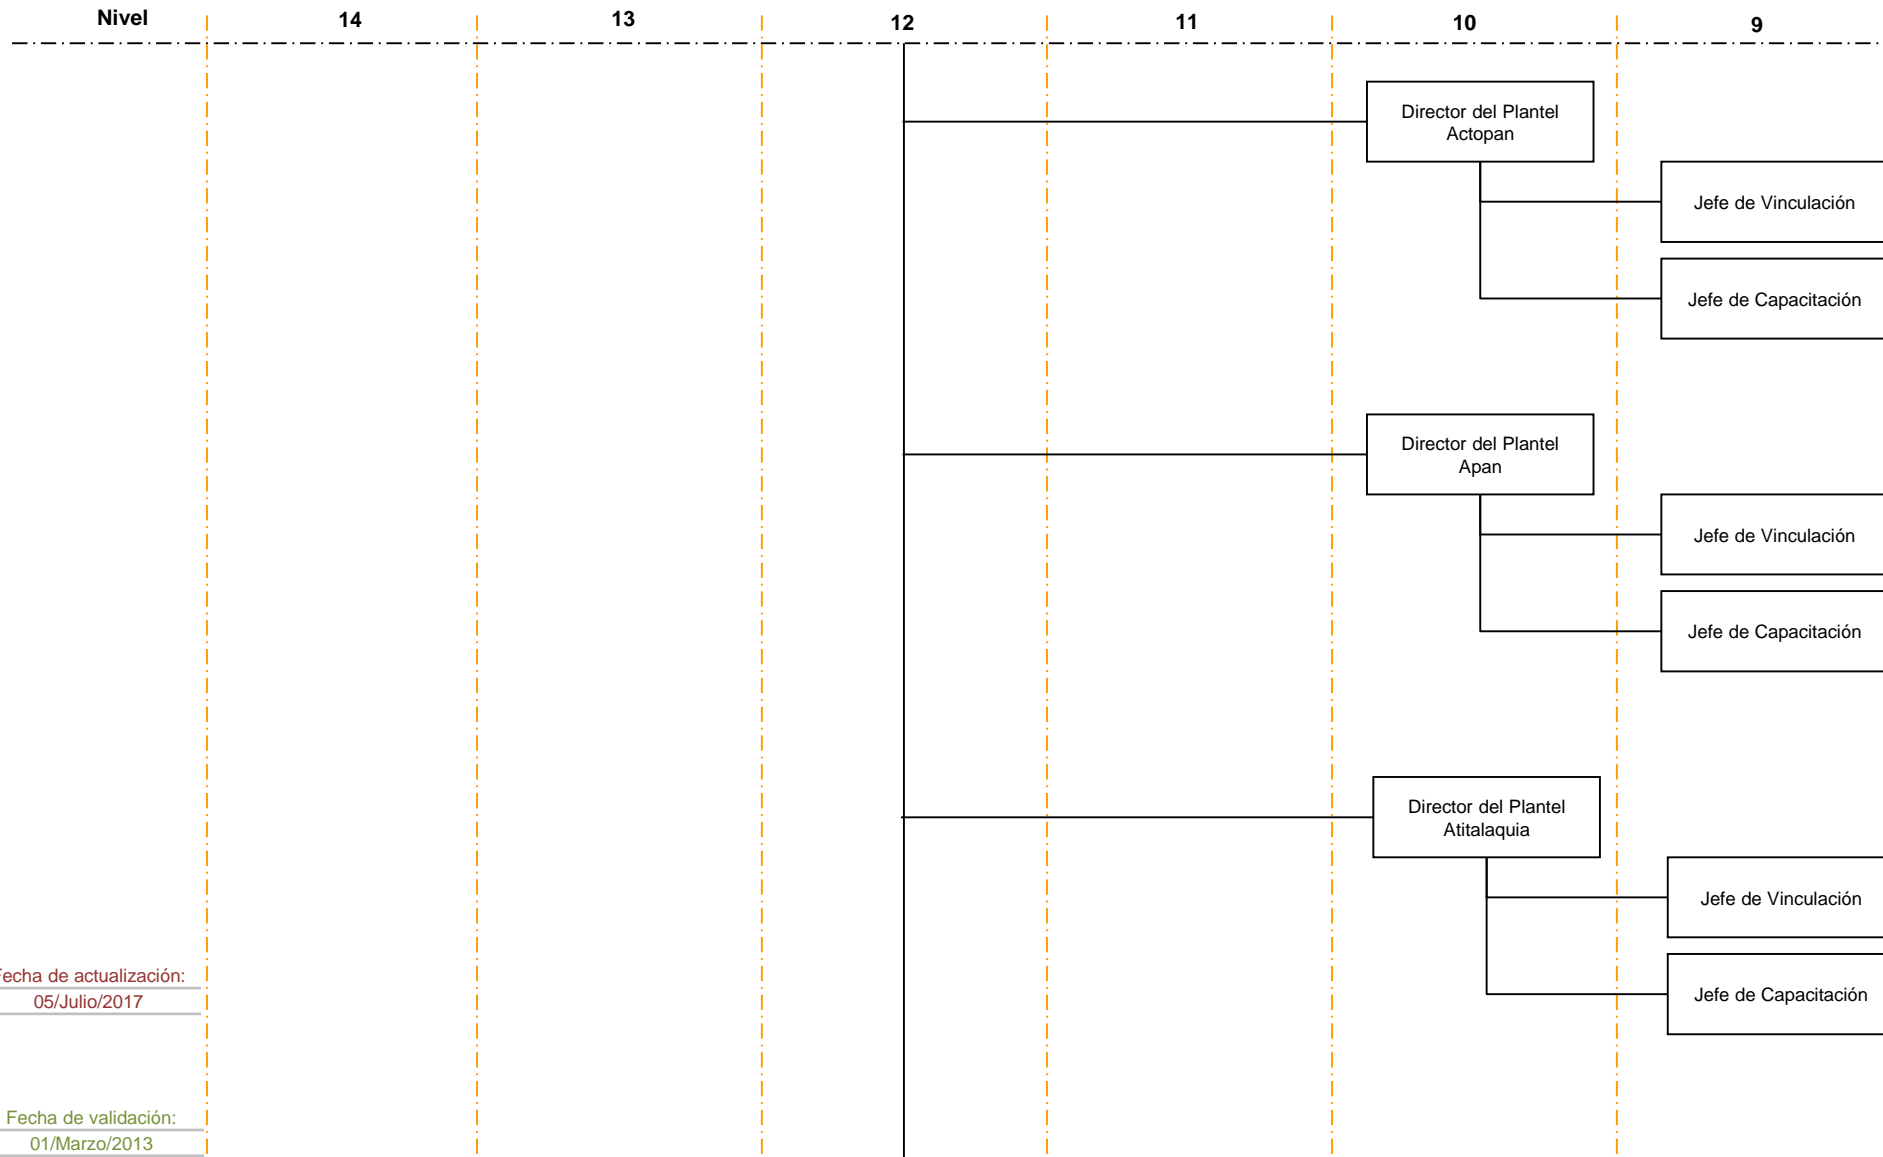 Nivel 14 13 12 11 10 9
Director del Plantel
Actopan
Jefe de Vinculación
Jefe de Capacitación
Director del Plantel
Apan
Jefe de Vinculación
Jefe de Capacitación
Director del Plantel
Atitalaquia
Jefe de Vinculación
Jefe de Capacitación
Fecha de actualización:
05/Julio/2017
Fecha de validación:
01/Marzo/2013